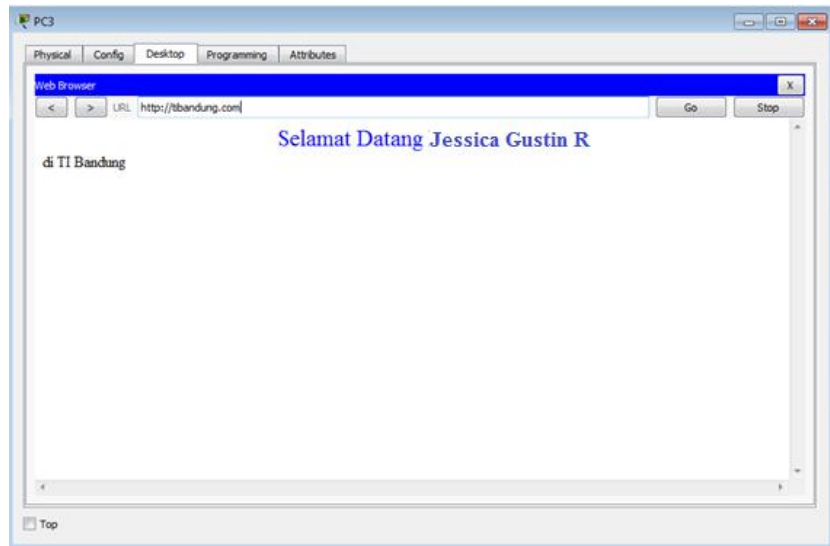 PC3
Physical Config Desktop Programming Attributes
Web Browser X
< > URL http://tibandung.com Go Stop
Selamat Datang Jessica Gustin R
di TI Bandung
Top